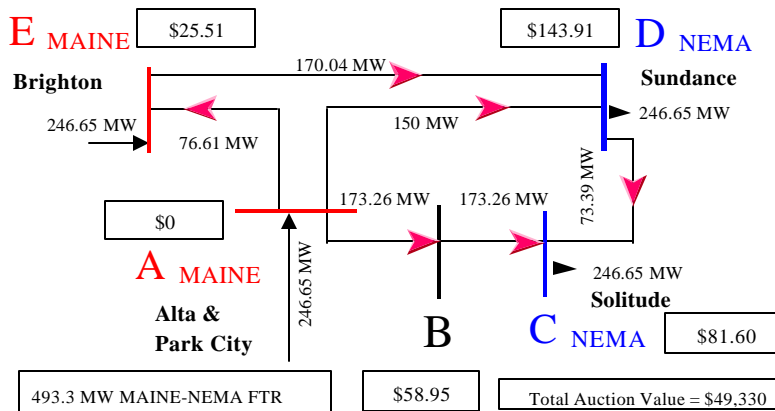 E MAINE
$25.51
$143.91
D NEMA
Brighton
170.04 MW
Sundance
246.65 MW
76.61 MW
150 MW
246.65 MW
73.39 MW
$0
173.26 MW
173.26 MW
A MAINE
246.65 MW
246.65 MW
Alta &
Park City
B
Solitude
C NEMA
$81.60
493.3 MW MAINE-NEMA FTR
$58.95
Total Auction Value = $49,330